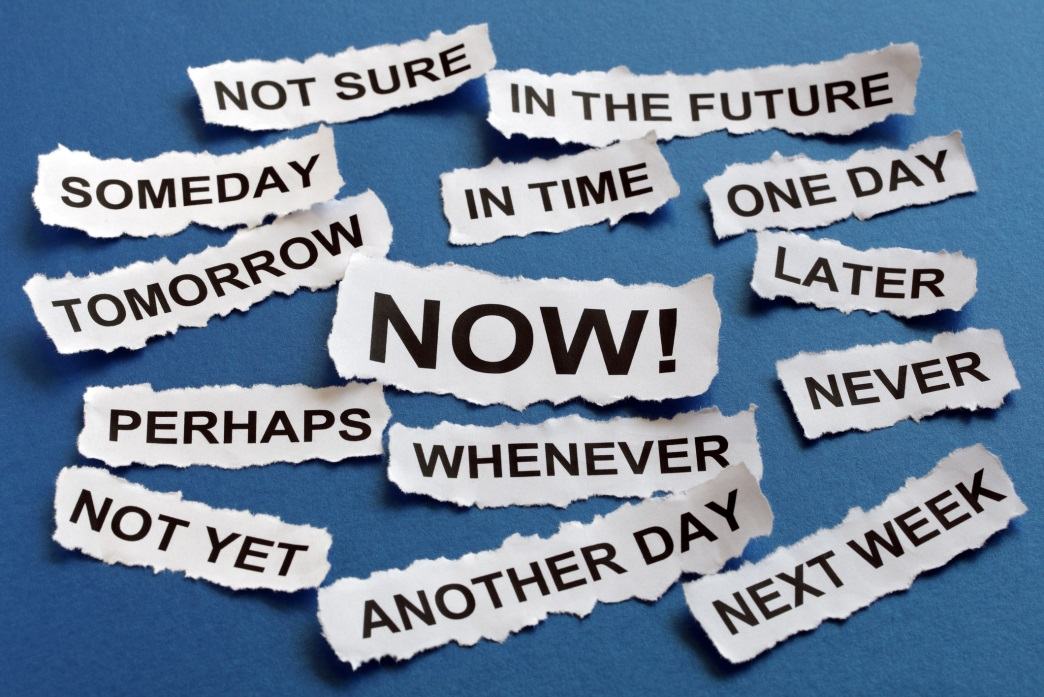 NOT SURE
IN THE FUTURE
SOMEDAY
IN TIME
ONE DAY
TOMORROW
LATER
NOW!
NEVER
PERHAPS
WHENEVER
NOT YET
ANOTHER DAY
NEXT WEEK